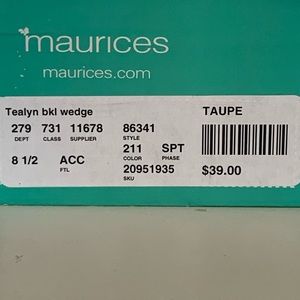 maurices
maurices.com
Tealyn bkl wedge
TAUPE
279 731 11678 86341
DEPT CLASS SUPPLIER STYLE
211 SPT
COLOR PHASE
8 1/2 ACC 20951935 $39.00
FTL SKU